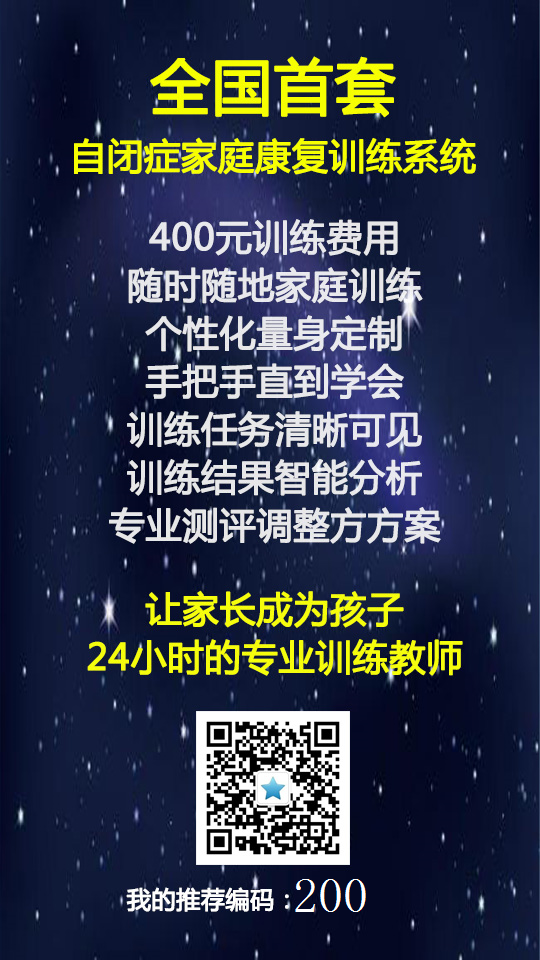 全国首套
自闭症家庭康复训练系统
400元训练费用
随时随地家庭训练
个性化量身定制
手把手直到学会
训练任务清晰可见
训练结果智能分析
专业测评调整方方案
让家长成为孩子
24小时的专业训练教师
我的推荐编码：200